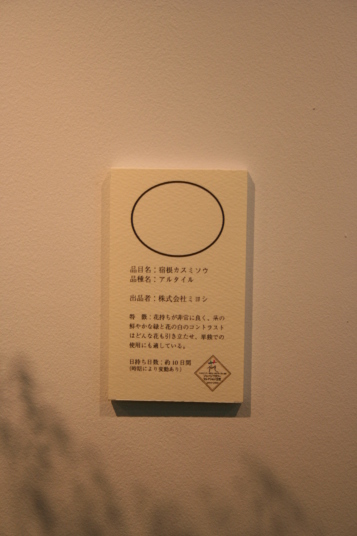 品目名：宿根カスミソウ
品種名：アルタイル
出品者：株式会社ミヨシ
特　徴：花持ちが非常に良く、茎の
鮮やかな緑と花の白のコントラスト
はどんな花も引き立たせ、単鶴での
使用にも適している。
日持ち日数：約10日間
(時期により変動あり)